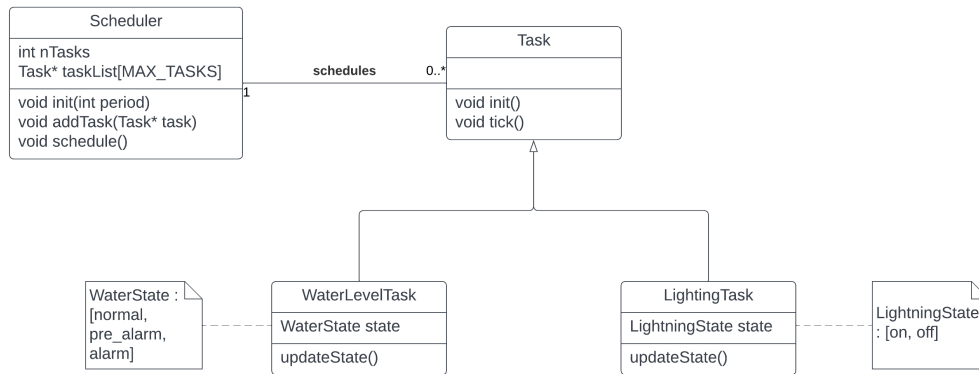 Scheduler
int nTasks
Task* taskList[MAX_TASKS]
void init(int period)
void addTask(Task* task)
void schedule()
1
schedules
0..*
Task
void init()
void tick()
WaterState :
[normal,
pre_alarm,
alarm]
WaterLevelTask
WaterState state
updateState()
LightingTask
LightningState state
updateState()
LightningState
: [on, off]